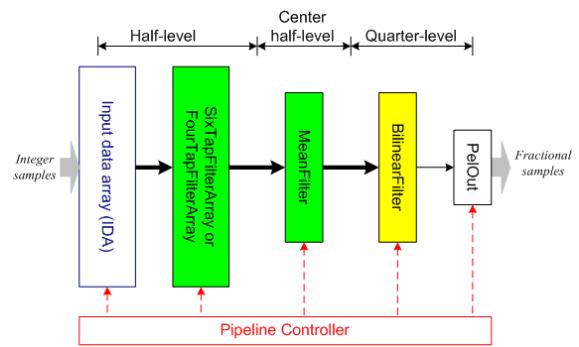 Half-level
Center
half-level
Quarter-level
Integer
samples
Input data array (IDA)
SixTapFilterArray or
FourTapFilterArray
MeanFilter
BilinearFilter
PelOut
Fractional
samples
Pipeline Controller